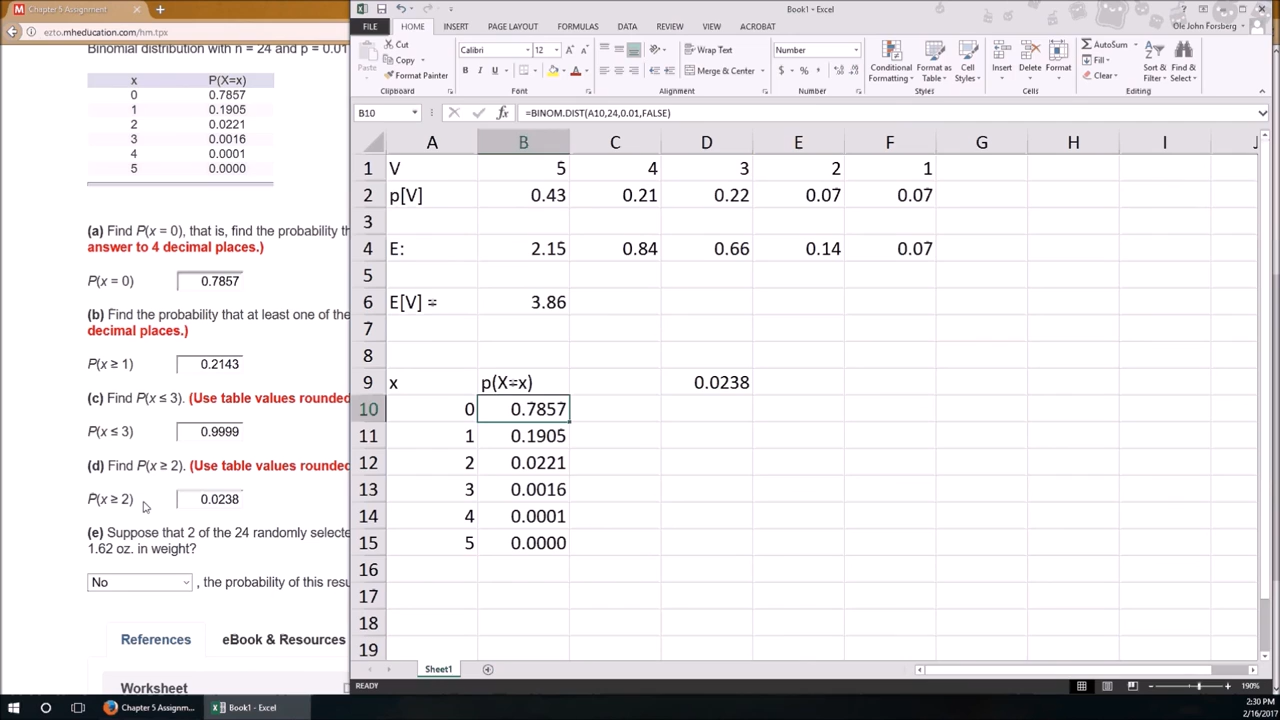 Chapter 5 Assignment
ezto.mheducation.com/hm.tpx
Binomial distribution with n = 24 and p = 0.01
x P(X=x)
0 0.7857
1 0.1905
2 0.0221
3 0.0016
4 0.0001
5 0.0000
(a) Find P(x = 0), that is, find the probability th
answer to 4 decimal places.)
P(x = 0) 0.7857
(b) Find the probability that at least one of the
decimal places.)
P(x ≥ 1) 0.2143
(c) Find P(x ≤ 3). (Use table values rounded
P(x ≤ 3) 0.9999
(d) Find P(x ≥ 2). (Use table values rounded
P(x ≥ 2) 0.0238
(e) Suppose that 2 of the 24 randomly selecte
1.62 oz. in weight?
No , the probability of this resu
References eBook & Resources
Worksheet
Book1 - Excel
FILE HOME INSERT PAGE LAYOUT FORMULAS DATA REVIEW VIEW ACROBAT
Ole John Forsberg
Cut
Copy
Format Painter
Paste
Clipboard
Calibri 12
B I U
Font
Wrap Text
Merge & Center
Alignment
Number
$ % ,
Number
Conditional Formatting
Format as Table
Cell Styles
Styles
Insert Delete Format
Cells
AutoSum
Fill
Clear
Sort & Filter
Find & Select
Editing
B10 fx =BINOM.DIST(A10,24,0.01,FALSE)
A B C D E F G H I J
1 V 5 4 3 2 1
2 p[V] 0.43 0.21 0.22 0.07 0.07
3
4 E: 2.15 0.84 0.66 0.14 0.07
5
6 E[V] = 3.86
7
8
9 x p(X=x) 0.0238
10 0 0.7857
11 1 0.1905
12 2 0.0221
13 3 0.0016
14 4 0.0001
15 5 0.0000
16
17
18
19
Sheet1
READY 190%
Chapter 5 Assignm... Book1 - Excel
2:30 PM
2/16/2017